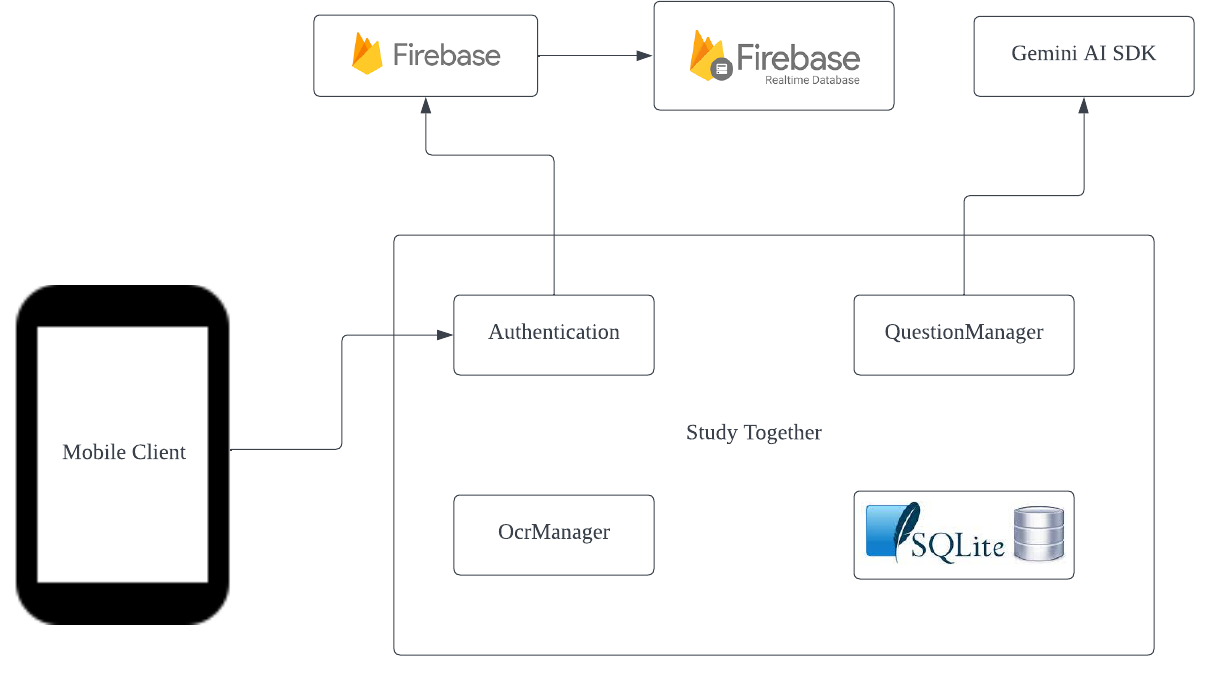 Firebase
Firebase
Realtime Database
Gemini AI SDK
Authentication
QuestionManager
Mobile Client
Study Together
OcrManager
SQLite